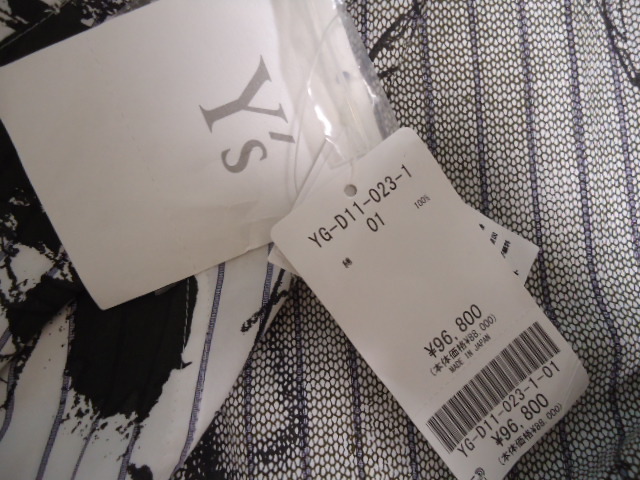 Y's
YG-D11-023-1
01
綿 100%
¥96,800
(本体価格¥88,000)
MADE IN JAPAN
YG-D11-023-1-01
¥96,800
(本体価格¥88,000)